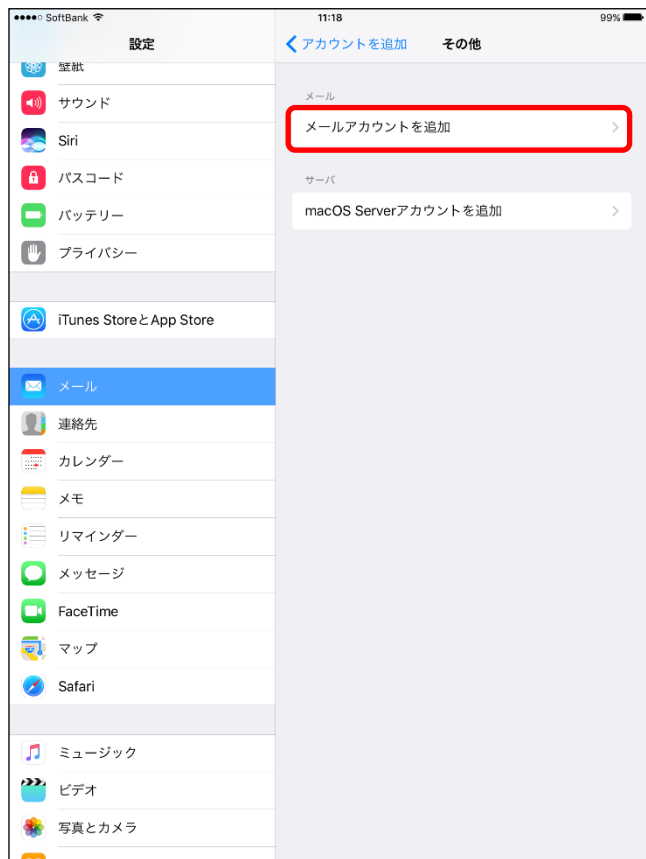 SoftBank 11:18 99%
設定
アカウントを追加 その他
壁紙
サウンド
Siri
パスコード
バッテリー
プライバシー
iTunes StoreとApp Store
メール
連絡先
カレンダー
メモ
リマインダー
メッセージ
FaceTime
マップ
Safari
ミュージック
ビデオ
写真とカメラ
メール
メールアカウントを追加
サーバ
macOS Serverアカウントを追加